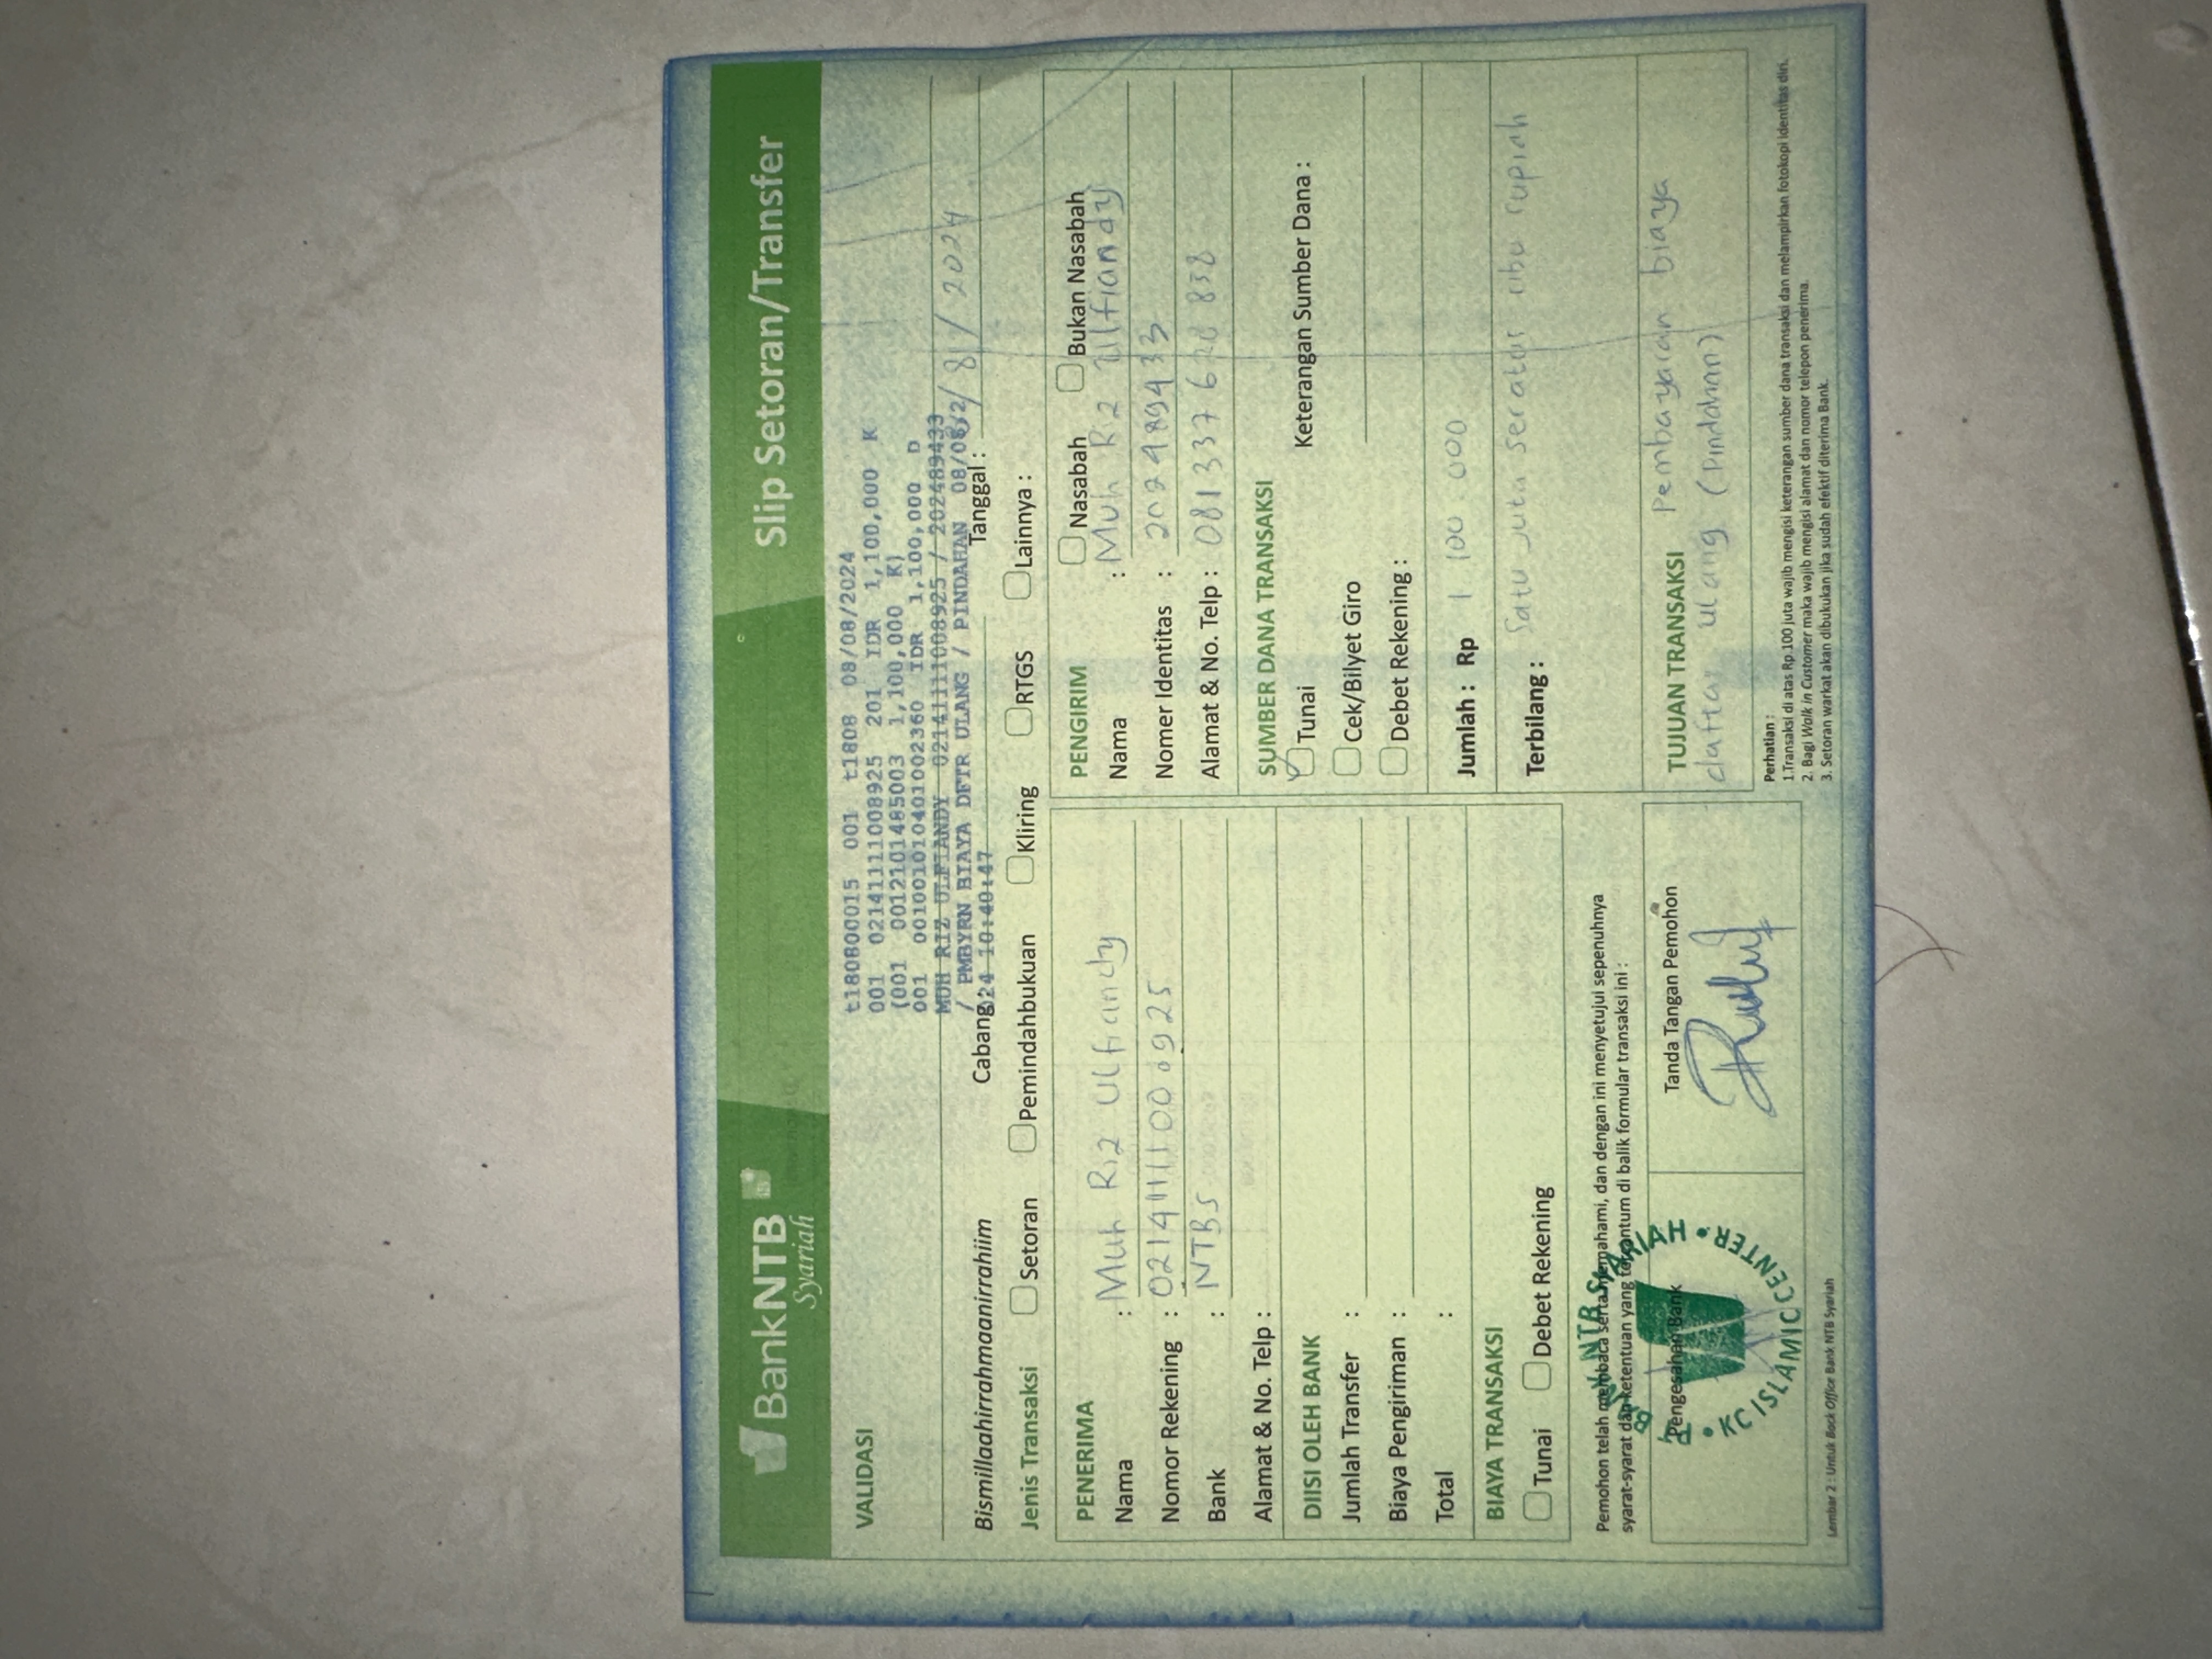 BankNTB
Syariah
Slip Setoran/Transfer
VALIDASI
t180800015 001 t1808 08/08/2024
001 02141111008925 201 IDR 1,100,000 K
(001 0012101485003 1,100,000 K)
001 001001010401002360 IDR 1,100,000 D
MUH RIZ ULFIANDY 02141111008925 / 202489433
/ PMBYRN BIAYA DFTR ULANG / PINDAHAN 08/08/2
024 10:40:47
Bismillaahirrahmaanirrahiim
Cabang
Tanggal : / 8 / 2024
Jenis Transaksi
Setoran
Pemindahbukuan
Kliring
RTGS
Lainnya :
PENERIMA
Nama : Muh Riz Ulfiandy
Nomor Rekening : 0214111100 8925
Bank : NTBS
Alamat & No. Telp :
DIISI OLEH BANK
Jumlah Transfer :
Biaya Pengiriman :
Total :
BIAYA TRANSAKSI
Tunai
Debet Rekening
Pemohon telah membaca serta memahami, dan dengan ini menyetujui sepenuhnya
syarat-syarat dan ketentuan yang tercantum di balik formular transaksi ini :
Pengesahan Bank
PT BANK NTB SYARIAH
KC ISLAMIC CENTER
Tanda Tangan Pemohon
Lembar 2 : Untuk Back Office Bank NTB Syariah
PENGIRIM
Nasabah
Bukan Nasabah
Nama : Muh Riz Ulfiandy
Nomer Identitas : 202489433
Alamat & No. Telp : 081337 628 838
SUMBER DANA TRANSAKSI
Tunai
Keterangan Sumber Dana :
Cek/Bilyet Giro
Debet Rekening :
Jumlah : Rp 1 100 000
Terbilang : Satu Juta seratus ribu rupiah
TUJUAN TRANSAKSI Pembayaran biaya
daftar ulang (Pindahan)
Perhatian :
1.Transaksi di atas Rp.100 juta wajib mengisi keterangan sumber dana transaksi dan melampirkan fotokopi identitas diri.
2. Bagi Walk in Customer maka wajib mengisi alamat dan nomor telepon penerima.
3. Setoran warkat akan dibukukan jika sudah efektif diterima Bank.